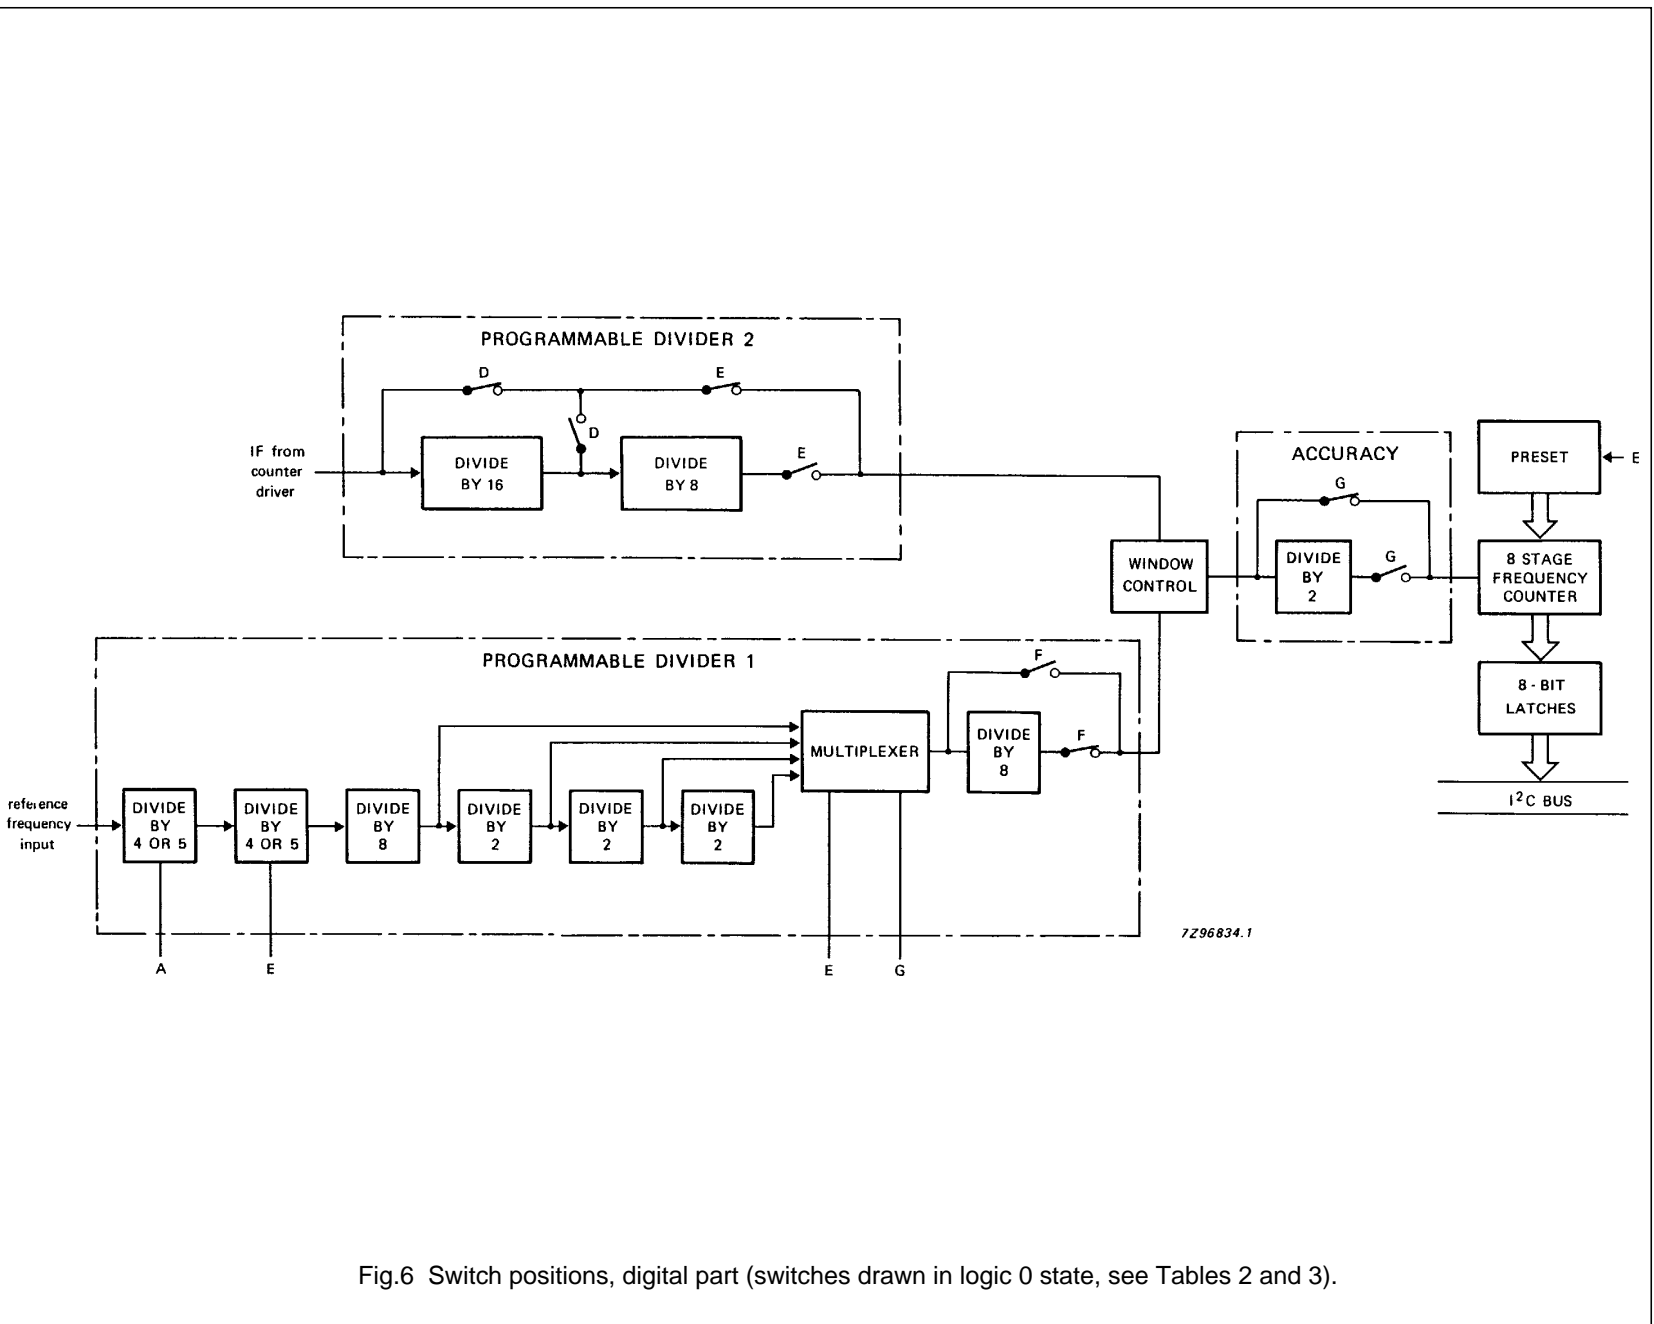 PROGRAMMABLE DIVIDER 2
D
E
D
E
IF from
counter
driver
DIVIDE
BY 16
DIVIDE
BY 8
WINDOW
CONTROL
ACCURACY
G
G
DIVIDE
BY
2
PRESET
E
8 STAGE
FREQUENCY
COUNTER
8-BIT
LATCHES
I²C BUS
PROGRAMMABLE DIVIDER 1
F
F
MULTIPLEXER
DIVIDE
BY
8
reference
frequency
input
DIVIDE
BY
4 OR 5
DIVIDE
BY
4 OR 5
DIVIDE
BY
8
DIVIDE
BY
2
DIVIDE
BY
2
DIVIDE
BY
2
A
E
E
G
7Z96834.1
Fig.6 Switch positions, digital part (switches drawn in logic 0 state, see Tables 2 and 3).